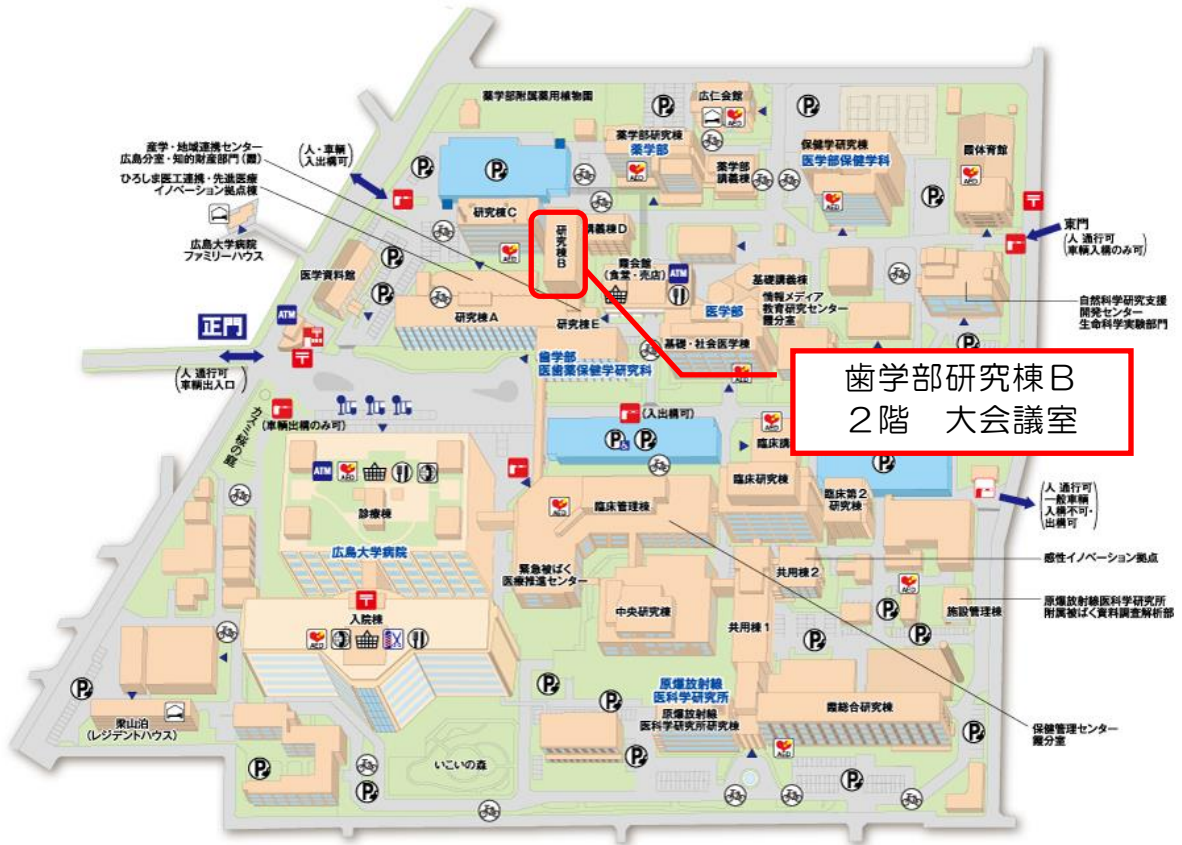 薬学部附属薬用植物園
広仁会館
産学・地域連携センター
広島分室・知的財産部門(霞)
(人・車輌
入出構可)
薬学部研究棟
薬学部
保健学研究棟
医学部保健学科
霞体育館
ひろしま医工連携・先進医療
イノベーション拠点棟
薬学部
講義棟
研究棟C
研究棟B
講義棟D
東門
(人 通行可
車輌入構のみ可)
広島大学病院
ファミリーハウス
医学資料館
霞会館
(食堂・売店)
ATM
基礎講義棟
情報メディア
教育研究センター
霞分室
自然科学研究支援
開発センター
生命科学実験部門
ATM
正門
研究棟A
研究棟E
医学部
基礎・社会医学棟
(人 通行可
車輌出入口)
歯学部
医歯薬保健学研究科
歯学部研究棟B
2階 大会議室
カスミ桜の庭
(車輌出構のみ可)
(入出構可)
臨床講
ATM
診療棟
臨床管理棟
臨床研究棟
臨床第2
研究棟
(人 通行可
一般車輌
入構不可・
出構可)
広島大学病院
緊急被ばく
医療推進センター
共用棟2
感性イノベーション拠点
入院棟
中央研究棟
共用棟1
施設管理棟
原爆放射線医科学研究所
附属被ばく資料調査解析部
原爆放射線
医科学研究所
原爆放射線
医科学研究所研究棟
霞総合研究棟
保健管理センター
霞分室
梁山泊
(レジデントハウス)
いこいの森